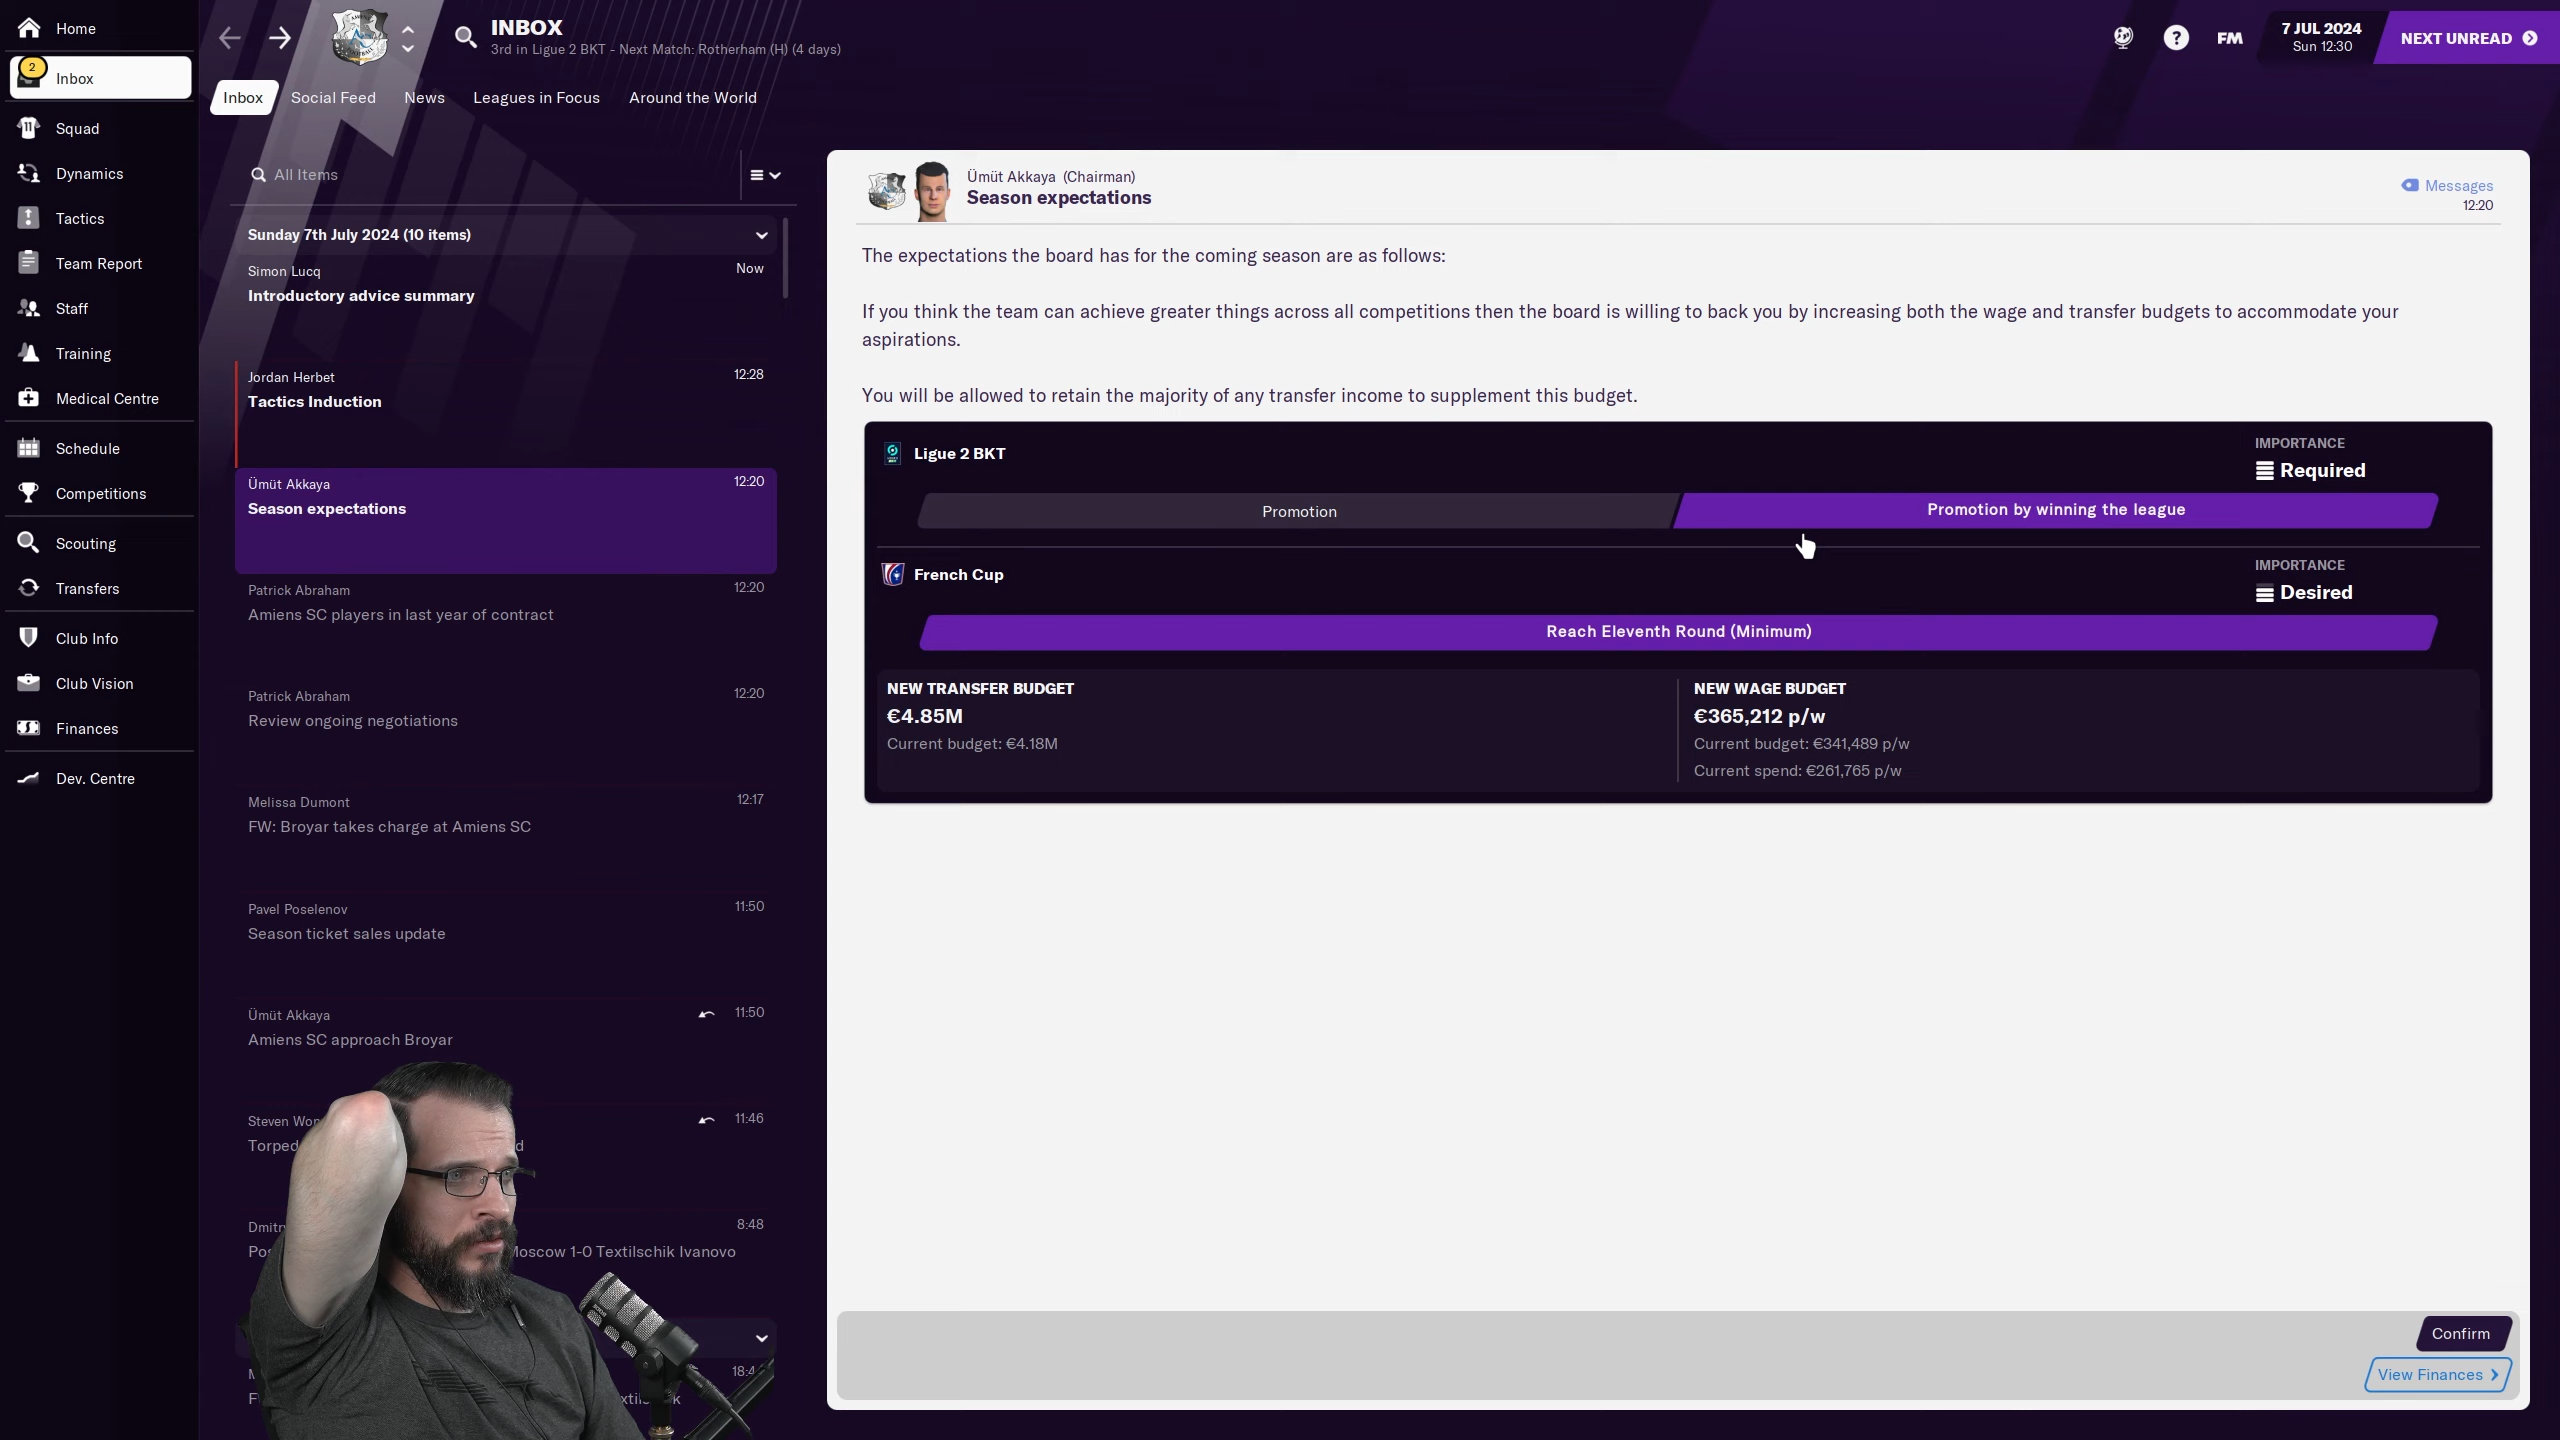 Home
2
Inbox
Squad
Dynamics
Tactics
Team Report
Staff
Training
Medical Centre
Schedule
Competitions
Scouting
Transfers
Club Info
Club Vision
Finances
Dev. Centre
INBOX
3rd in Ligue 2 BKT - Next Match: Rotherham (H) (4 days)
FM
7 JUL 2024
Sun 12:30
NEXT UNREAD
Inbox Social Feed News Leagues in Focus Around the World
All Items
Sunday 7th July 2024 (10 items)
Simon Lucq Now
Introductory advice summary
Jordan Herbet 12:28
Tactics Induction
Ümüt Akkaya 12:20
Season expectations
Patrick Abraham 12:20
Amiens SC players in last year of contract
Patrick Abraham 12:20
Review ongoing negotiations
Melissa Dumont 12:17
FW: Broyar takes charge at Amiens SC
Pavel Poselenov 11:50
Season ticket sales update
Ümüt Akkaya 11:50
Amiens SC approach Broyar
Steven 11:46
8:48
Moscow 1-0 Textilschik Ivanovo
Ümüt Akkaya (Chairman)
Season expectations
Messages
12:20
The expectations the board has for the coming season are as follows:
If you think the team can achieve greater things across all competitions then the board is willing to back you by increasing both the wage and transfer budgets to accommodate your
aspirations.
You will be allowed to retain the majority of any transfer income to supplement this budget.
Ligue 2 BKT
IMPORTANCE
Required
Promotion
Promotion by winning the league
French Cup
IMPORTANCE
Desired
Reach Eleventh Round (Minimum)
NEW TRANSFER BUDGET
€4.85M
Current budget: €4.18M
NEW WAGE BUDGET
€365,212 p/w
Current budget: €341,489 p/w
Current spend: €261,765 p/w
Confirm
View Finances